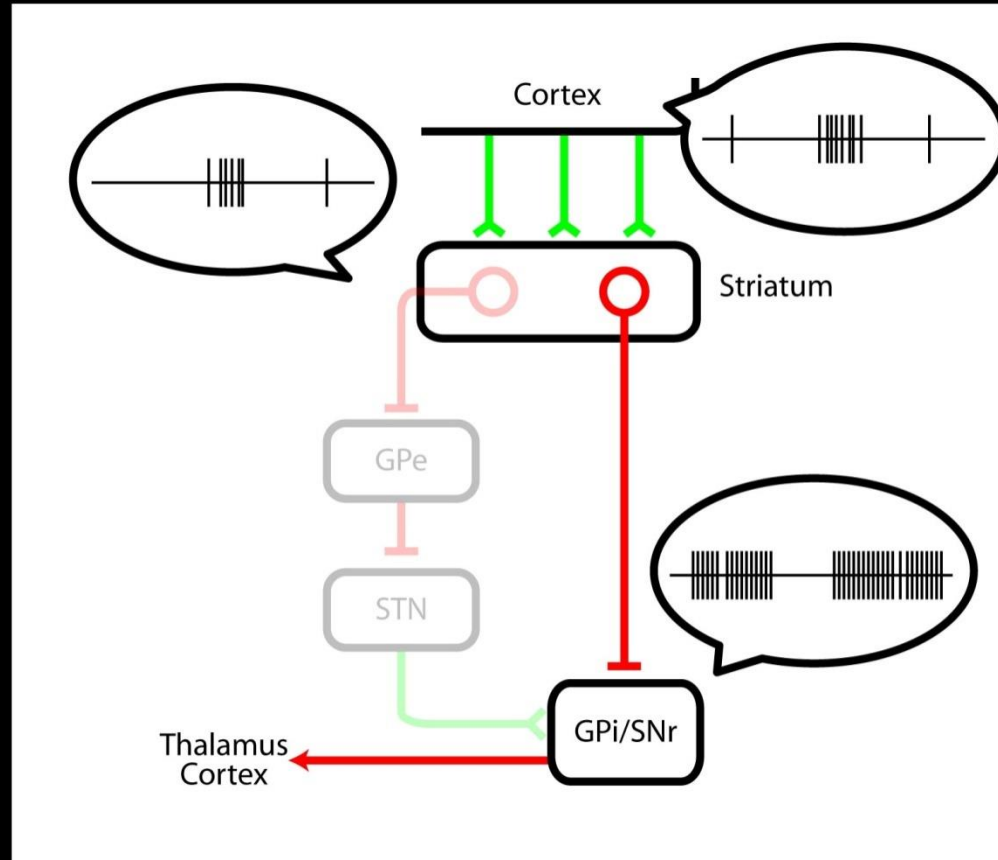 Cortex
Striatum
GPe
STN
GPi/SNr
Thalamus
Cortex